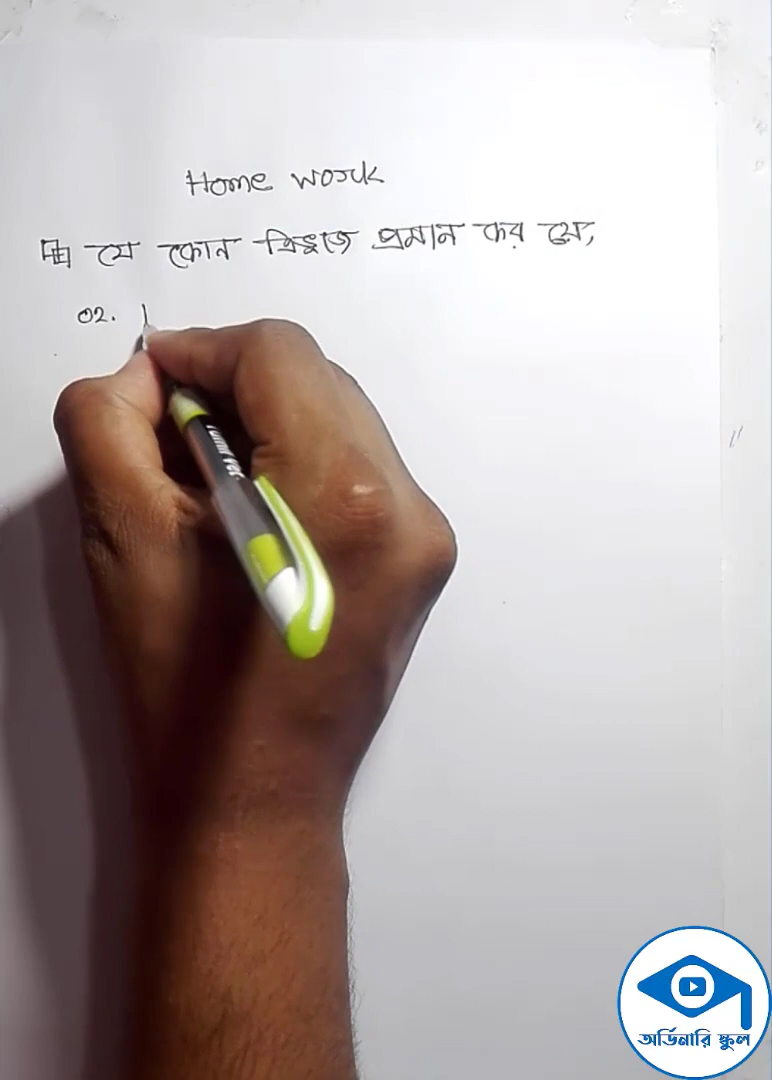 Home work
যে কোন ত্রিভুজে প্রমান কর যে,
02.
অর্ডিনারি স্কুল